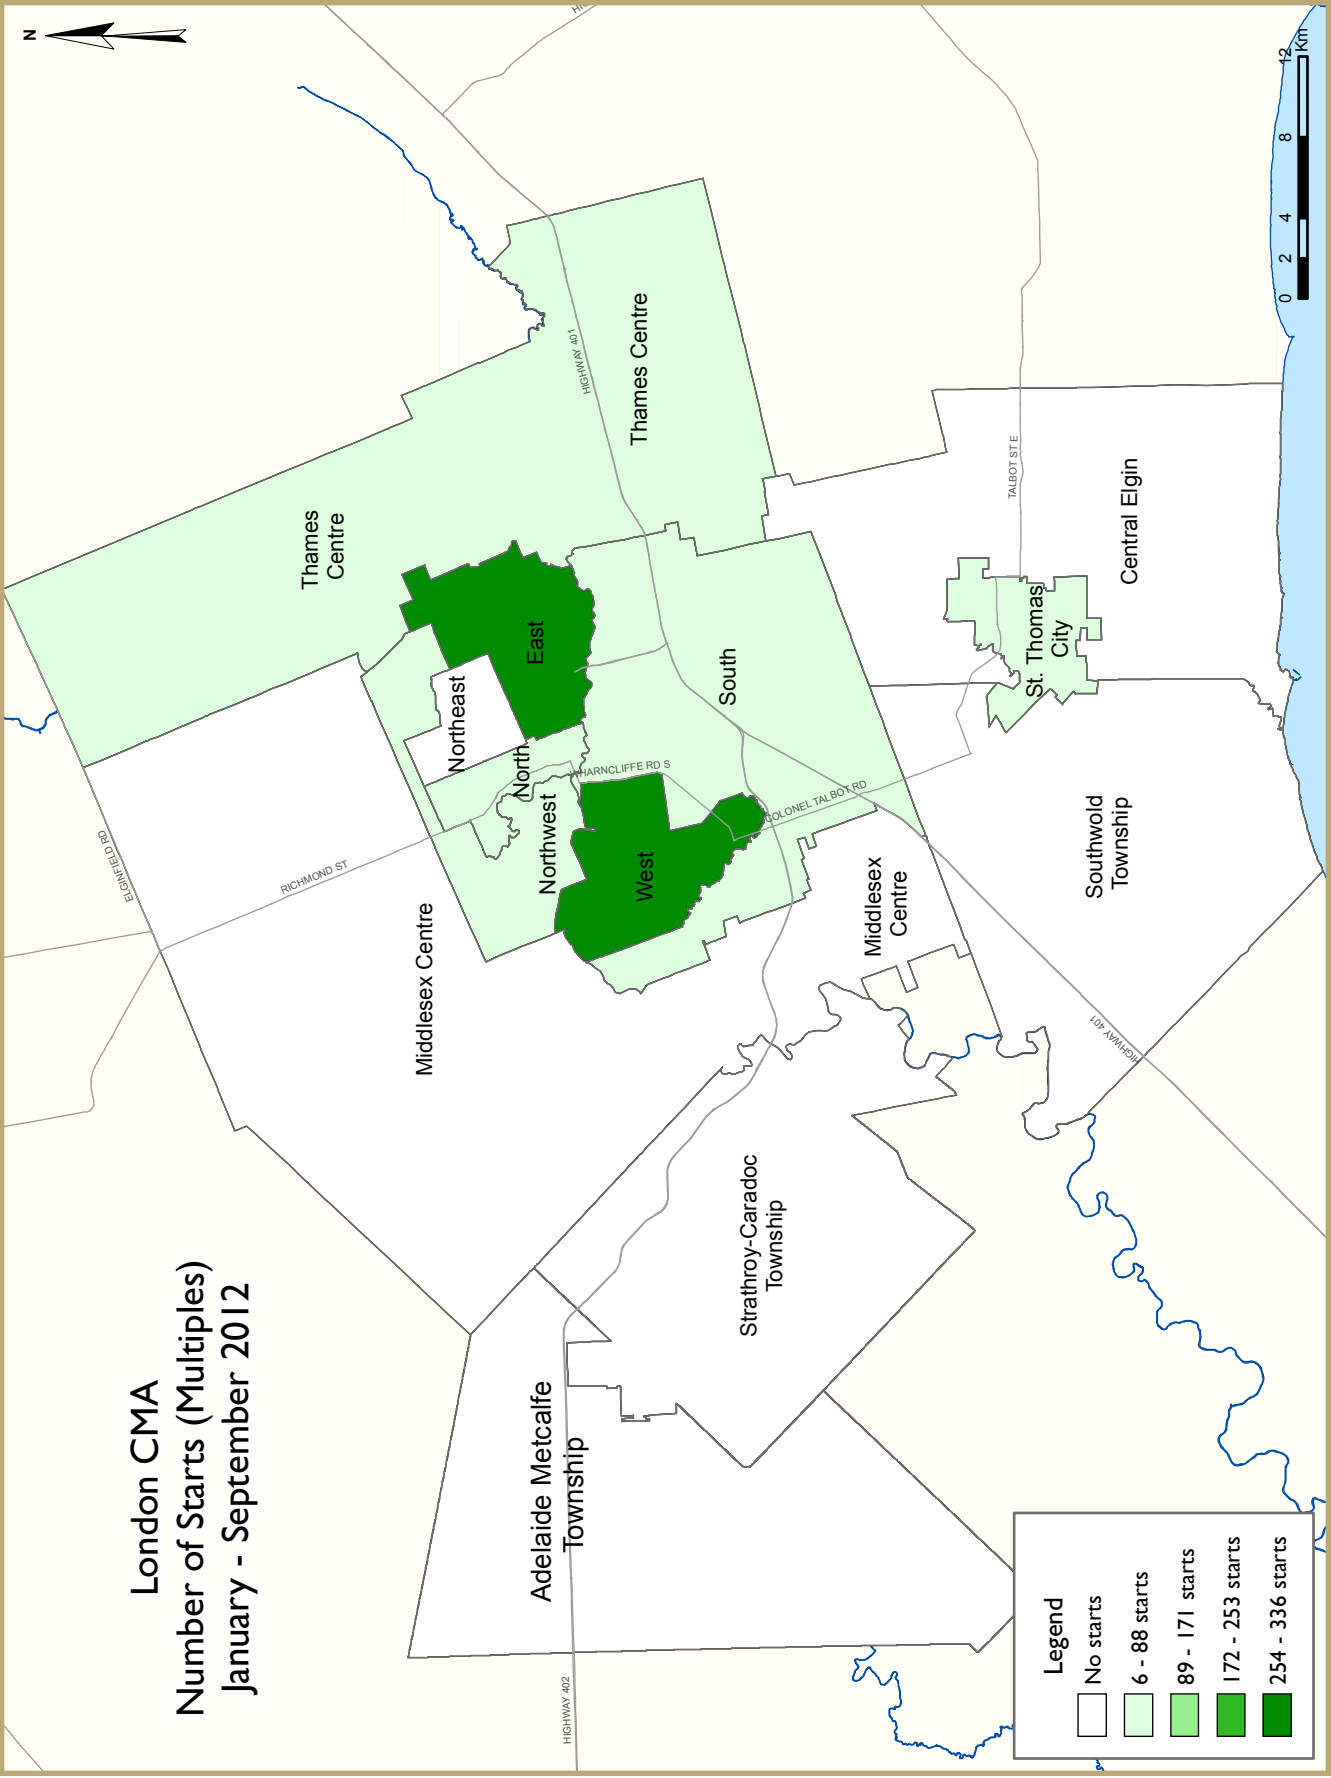 London CMA
Number of Starts (Multiples)
January - September 2012
N
ELGINFIELD RD
RICHMOND ST
Thames
Centre
Middlesex Centre
Northeast
East
North
Northwest
WHARNCLIFFE RD S
West
South
HIGHWAY 401
Thames Centre
Adelaide Metcalfe
Township
HIGHWAY 402
Strathroy-Caradoc
Township
Middlesex
Centre
COLONEL TALBOT RD
TALBOT ST E
St. Thomas
City
Central Elgin
Southwold
Township
HIGHWAY 401
Legend
No starts
6 - 88 starts
89 - 171 starts
172 - 253 starts
254 - 336 starts
0 2 4 8 12
Km